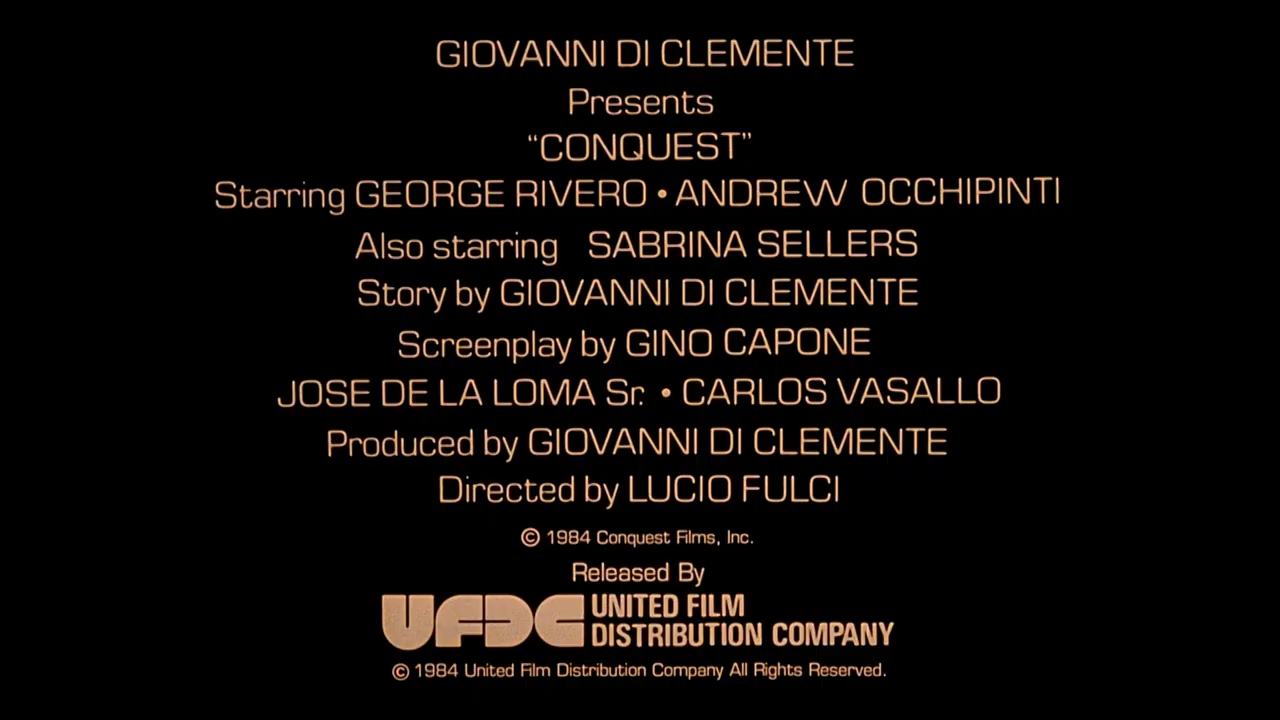 GIOVANNI DI CLEMENTE
Presents
“CONQUEST”
Starring GEORGE RIVERO • ANDREW OCCHIPINTI
Also starring SABRINA SELLERS
Story by GIOVANNI DI CLEMENTE
Screenplay by GINO CAPONE
JOSE DE LA LOMA Sr. • CARLOS VASALLO
Produced by GIOVANNI DI CLEMENTE
Directed by LUCIO FULCI
© 1984 Conquest Films, Inc.
Released By
UFDC UNITED FILM
DISTRIBUTION COMPANY
© 1984 United Film Distribution Company All Rights Reserved.